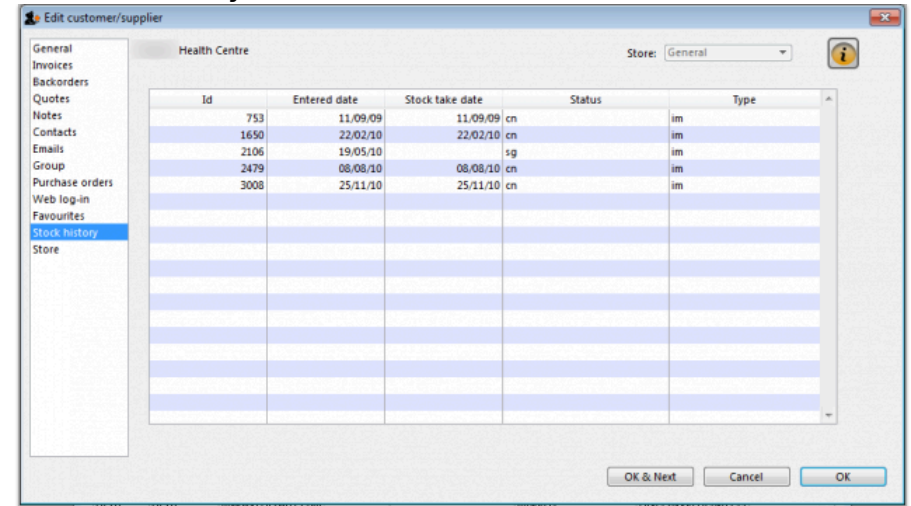 Edit customer/supplier
General
Invoices
Backorders
Quotes
Notes
Contacts
Emails
Group
Purchase orders
Web log-in
Favourites
Stock history
Store
Health Centre
Store: General
Id Entered date Stock take date Status Type
753 11/09/09 11/09/09 cn im
1650 22/02/10 22/02/10 cn im
2106 19/05/10 sg im
2479 08/08/10 08/08/10 cn im
3008 25/11/10 25/11/10 cn im
OK & Next Cancel OK